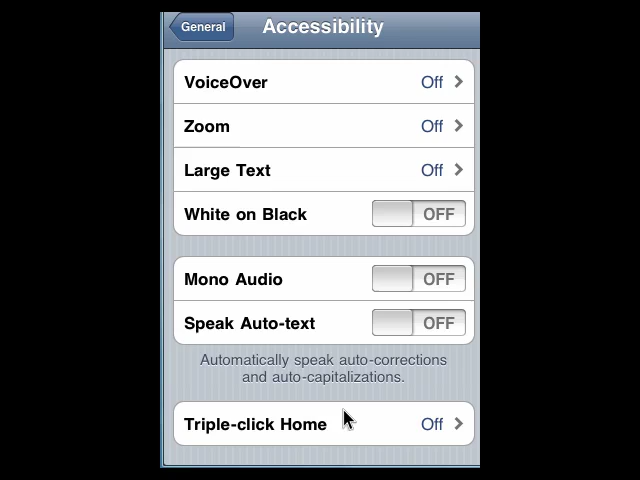 General
Accessibility
VoiceOver Off
Zoom Off
Large Text Off
White on Black OFF
Mono Audio OFF
Speak Auto-text OFF
Automatically speak auto-corrections
and auto-capitalizations.
Triple-click Home Off